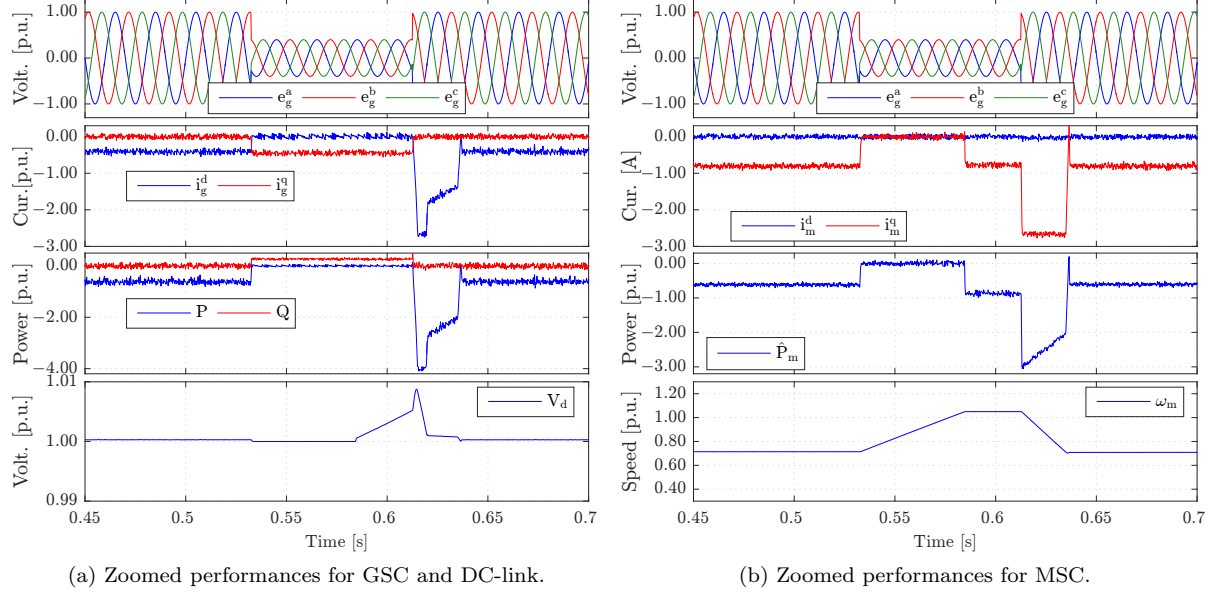 1.00
0.00
−1.00
Volt. [p.u.]
e_g^a e_g^b e_g^c
0.00
−1.00
−2.00
−3.00
Cur.[p.u.]
i_g^d i_g^q
0.00
−2.00
−4.00
Power [p.u.]
P Q
1.01
1.00
0.99
Volt. [p.u.]
V_d
0.45 0.5 0.55 0.6 0.65 0.7
Time [s]
(a) Zoomed performances for GSC and DC-link.
1.00
0.00
−1.00
Volt. [p.u.]
e_g^a e_g^b e_g^c
0.00
−1.00
−2.00
−3.00
Cur. [A]
i_m^d i_m^q
0.00
−1.00
−2.00
−3.00
Power [p.u.]
P̂_m
1.20
1.00
0.80
0.60
0.40
Speed [p.u.]
ω_m
0.45 0.5 0.55 0.6 0.65 0.7
Time [s]
(b) Zoomed performances for MSC.